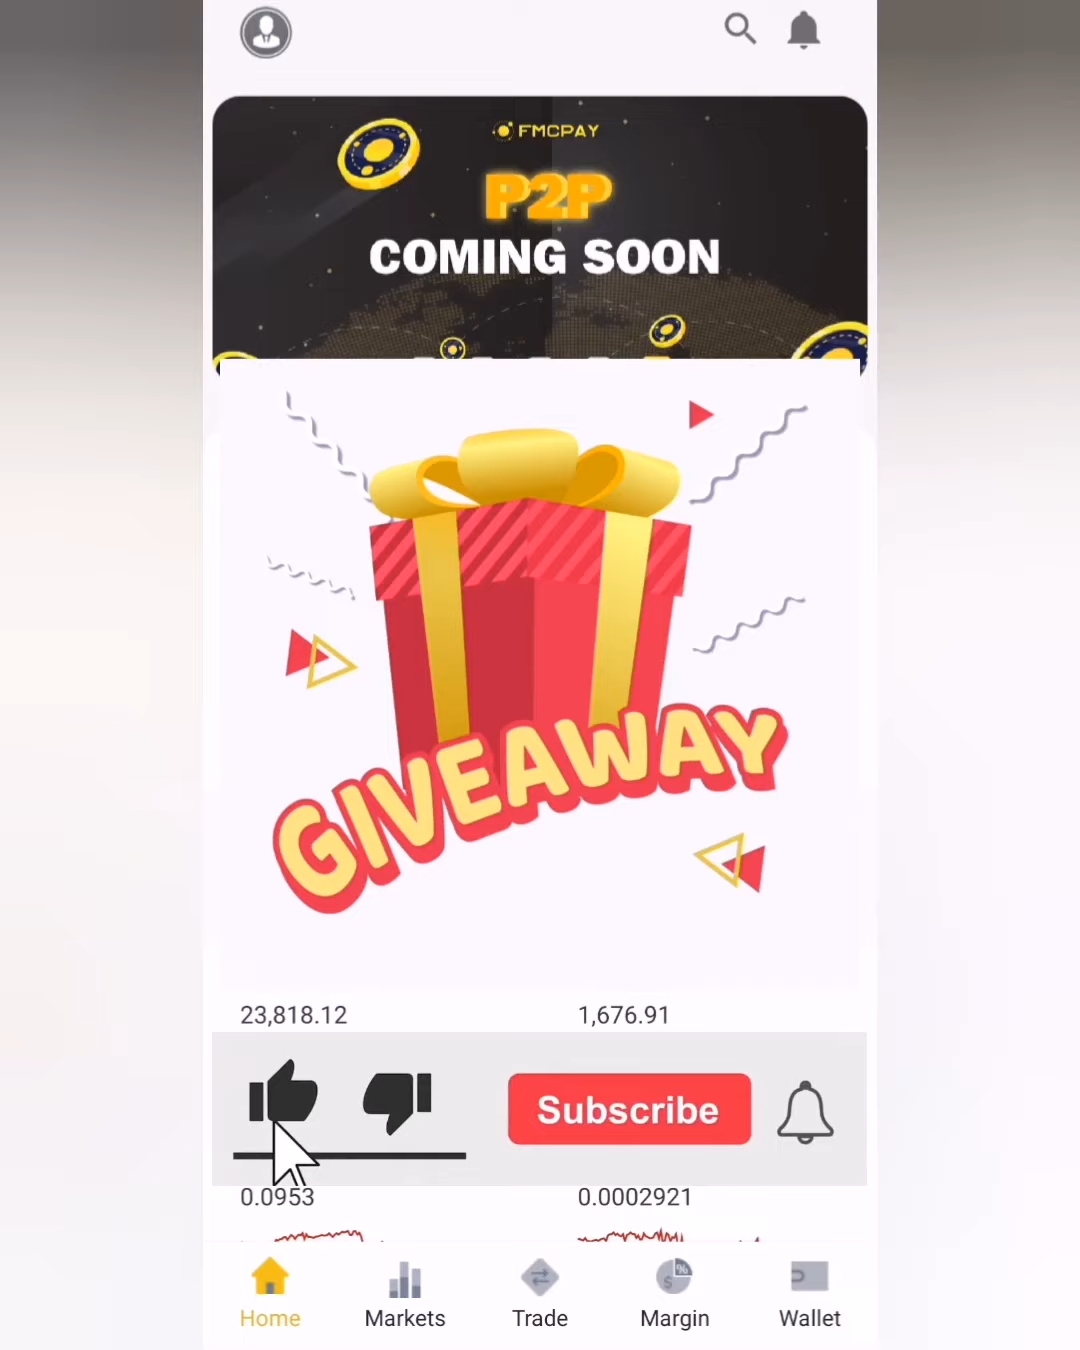 FMCPAY
P2P
COMING SOON
GIVEAWAY
23,818.12 1,676.91
Subscribe
0.0953 0.0002921
% $
Home Markets Trade Margin Wallet